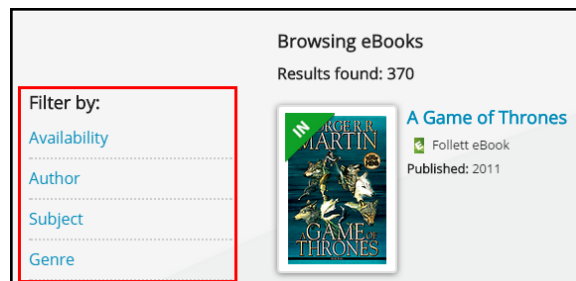 Browsing eBooks
Results found: 370
Filter by:
Availability
Author
Subject
Genre
IN
GEORGE R.R.
MARTIN
A GAME OF
THRONES
A Game of Thrones
Follett eBook
Published: 2011